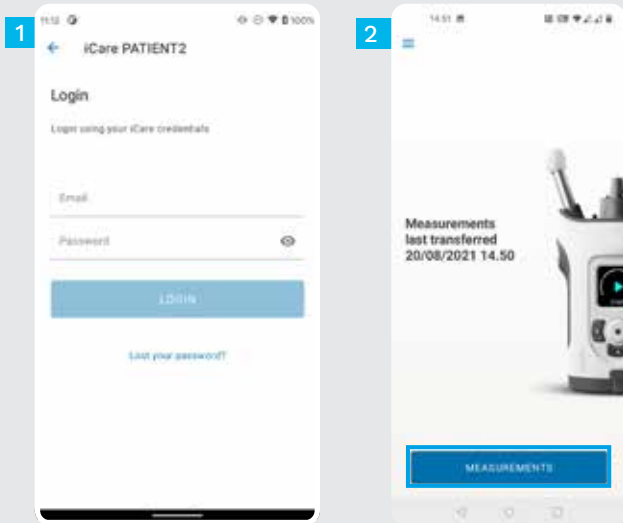 1
11:12
100%
iCare PATIENT2
Login
Login using your iCare credentials
Email
Password
LOGIN
Lost your password?
2
14.51
Measurements
last transferred
20/08/2021 14.50
MEASUREMENTS